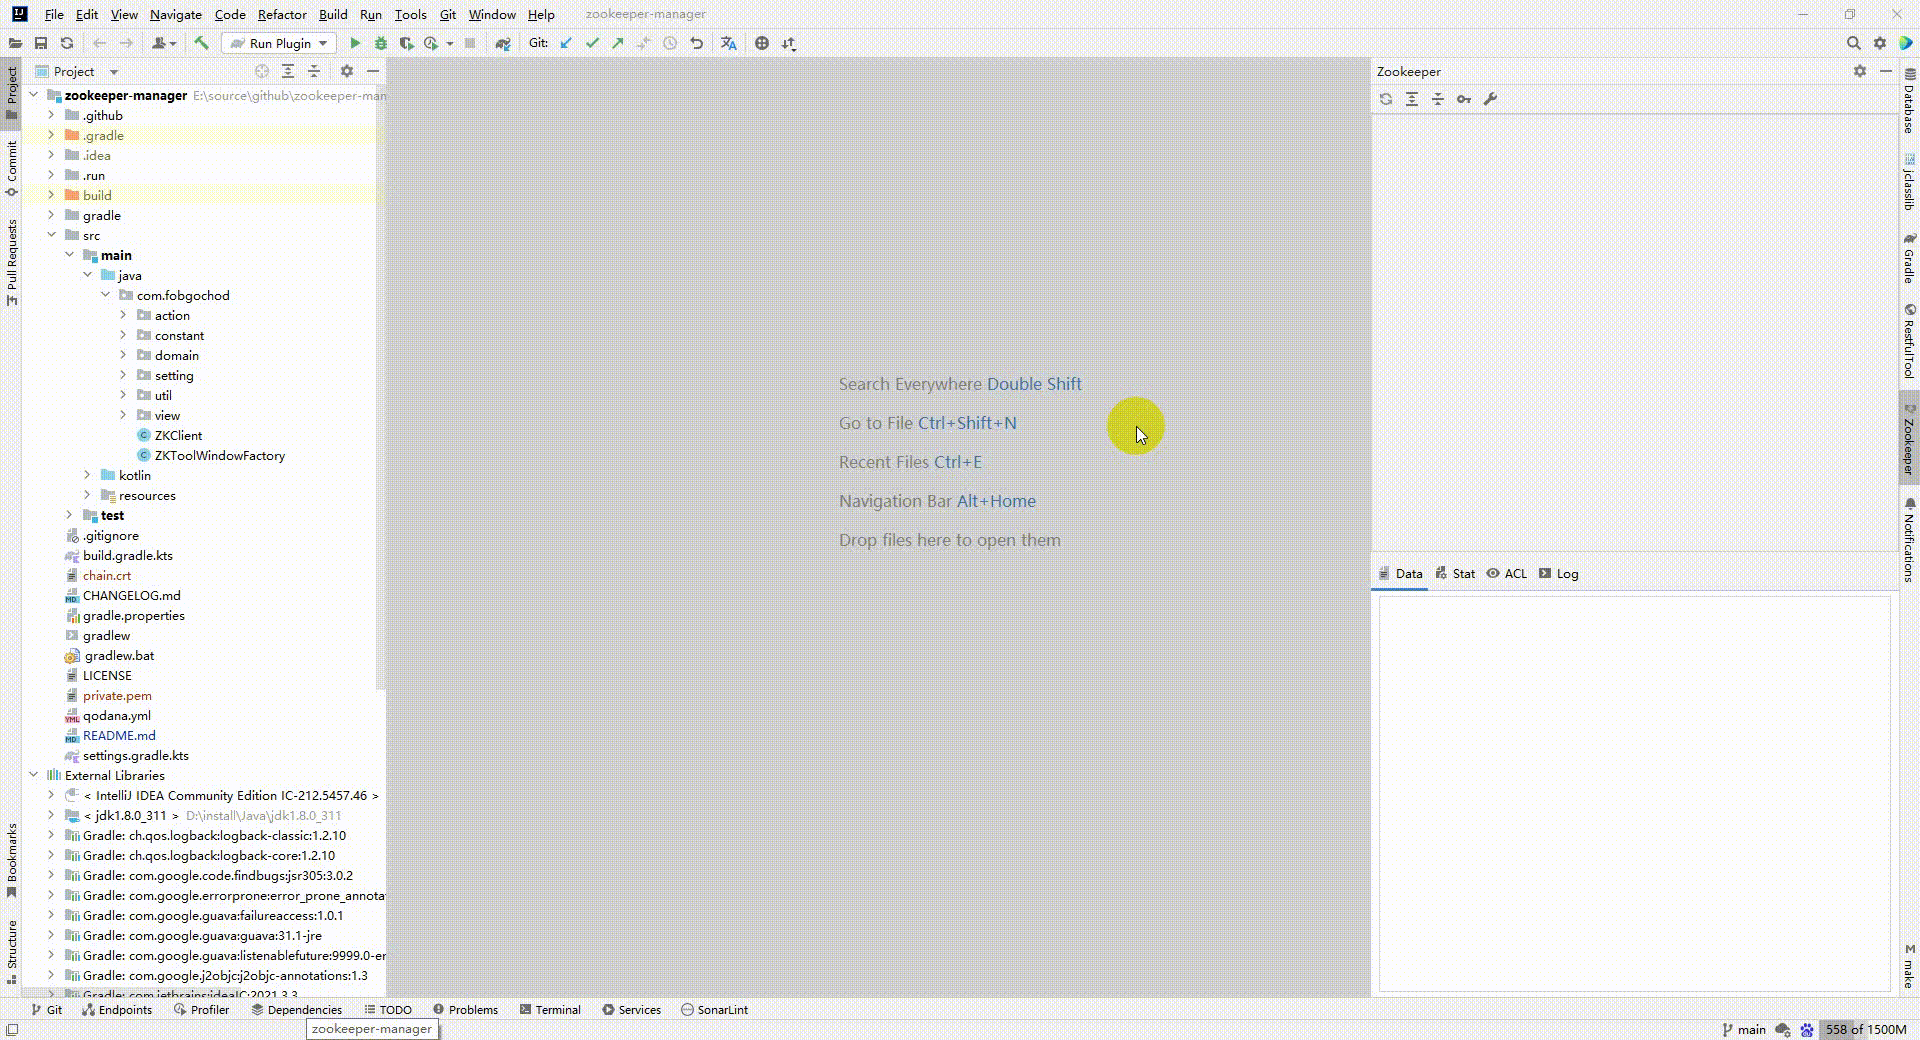 File Edit View Navigate Code Refactor Build Run Tools Git Window Help zookeeper-manager
Run Plugin Git:
Project
zookeeper-manager E:\source\github\zookeeper-man
.github
.gradle
.idea
.run
build
gradle
src
main
java
com.fobgochod
action
constant
domain
setting
util
view
ZKClient
ZKToolWindowFactory
kotlin
resources
test
.gitignore
build.gradle.kts
chain.crt
CHANGELOG.md
gradle.properties
gradlew
gradlew.bat
LICENSE
private.pem
qodana.yml
README.md
settings.gradle.kts
External Libraries
< IntelliJ IDEA Community Edition IC-212.5457.46 >
< jdk1.8.0_311 > D:\install\Java\jdk1.8.0_311
Gradle: ch.qos.logback:logback-classic:1.2.10
Gradle: ch.qos.logback:logback-core:1.2.10
Gradle: com.google.code.findbugs:jsr305:3.0.2
Gradle: com.google.errorprone:error_prone_annota
Gradle: com.google.guava:failureaccess:1.0.1
Gradle: com.google.guava:guava:31.1-jre
Gradle: com.google.guava:listenablefuture:9999.0-er
Gradle: com.google.j2objc:j2objc-annotations:1.3
Gradle: com.jetbrains:ideaIC:2021.3.3
Project
Commit
Pull Requests
Bookmarks
Structure
Search Everywhere Double Shift
Go to File Ctrl+Shift+N
Recent Files Ctrl+E
Navigation Bar Alt+Home
Drop files here to open them
Zookeeper
Data Stat ACL Log
Database
jclasslib
Gradle
RestfulTool
Zookeeper
Notifications
make
Git Endpoints Profiler Dependencies TODO Problems Terminal Services SonarLint
zookeeper-manager
main 558 of 1500M